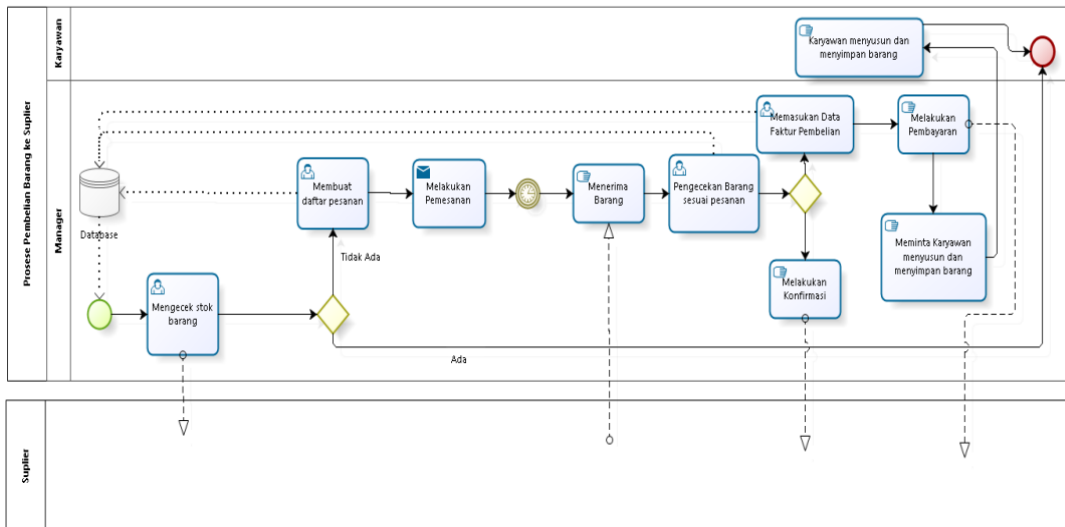 Prosese Pembelian Barang ke Suplier
Karyawan
Manager
Karyawan menyusun dan
menyimpan barang
Memasukan Data
Faktur Pembelian
Melakukan
Pembayaran
Membuat
daftar pesanan
Melakukan
Pemesanan
Menerima
Barang
Pengecekan Barang
sesuai pesanan
Database
Meminta Karyawan
menyusun dan
menyimpan barang
Tidak Ada
Melakukan
Konfirmasi
Mengecek stok
barang
Ada
Suplier